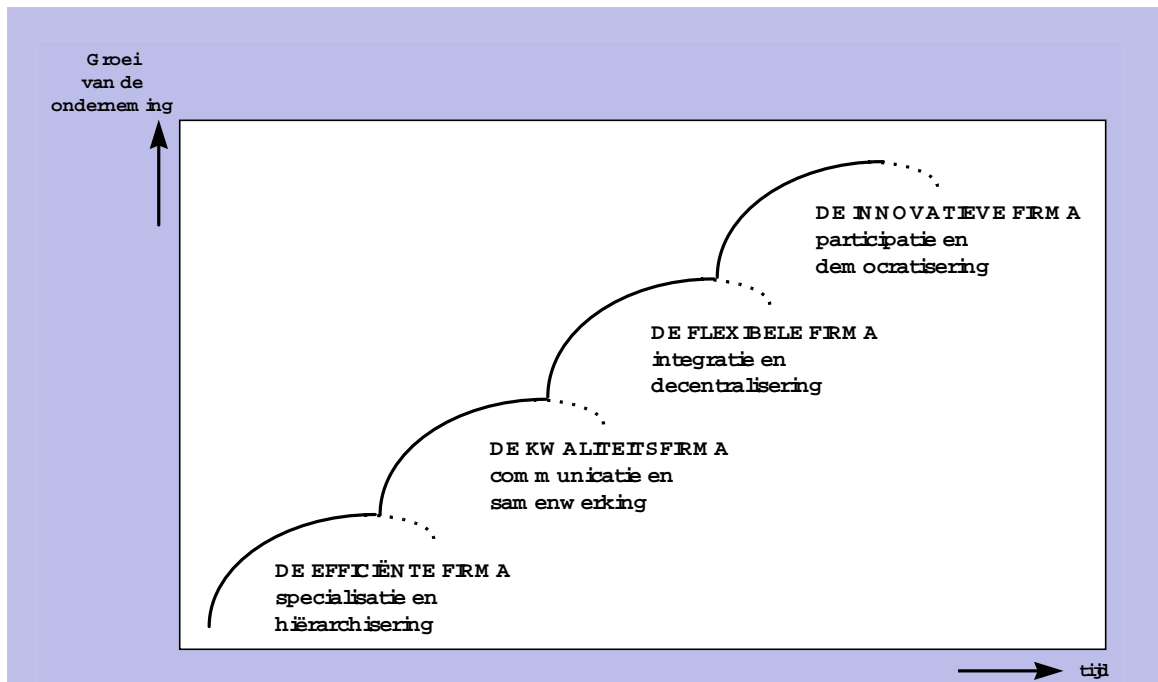 Groei
van de
onderneming
DE INNOVATIEVE FIRMA
participatie en
democratisering
DE FLEXIBELE FIRMA
integratie en
decentralisering
DE KWALITEITSFIRMA
communicatie en
samenwerking
DE EFFICIËNTE FIRMA
specialisatie en
hiërarchisering
tijd